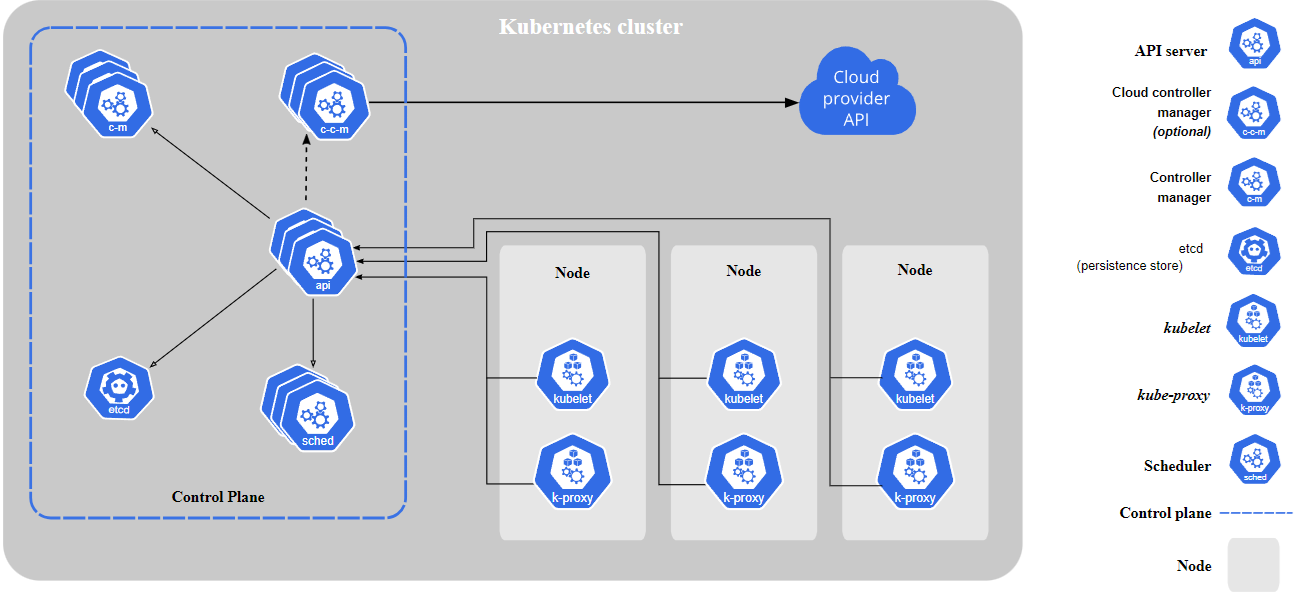 Kubernetes cluster
c-m
c-c-m
Cloud
provider
API
api
etcd
sched
Control Plane
Node
kubelet
k-proxy
Node
kubelet
k-proxy
Node
kubelet
k-proxy
API server
api
Cloud controller
manager
(optional)
c-c-m
Controller
manager
c-m
etcd
(persistence store)
etcd
kubelet
kubelet
kube-proxy
k-proxy
Scheduler
sched
Control plane
Node